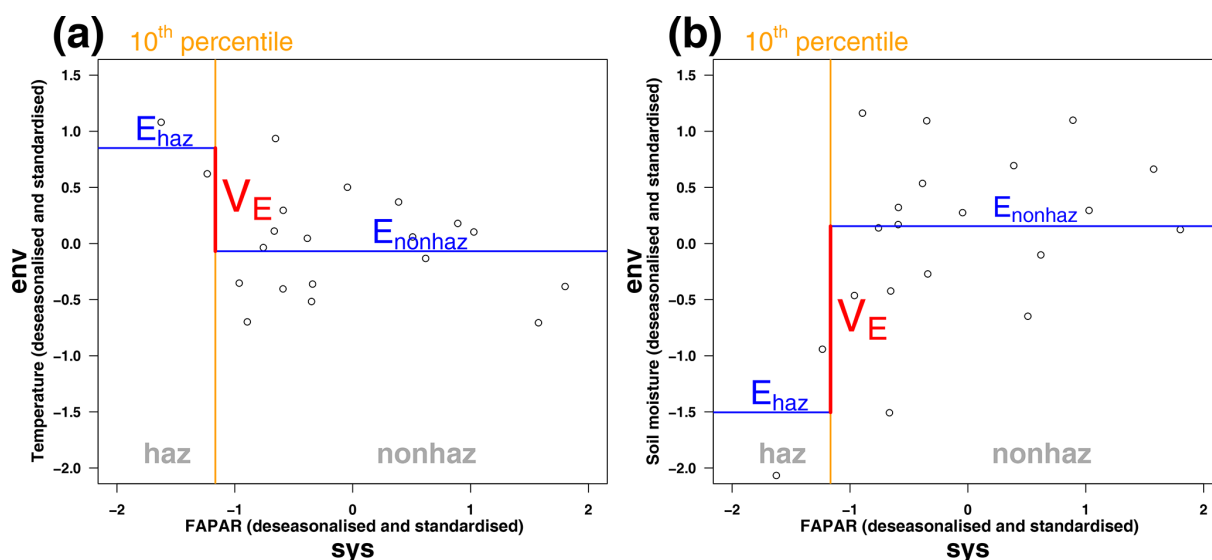 (a)
10th percentile
env
Temperature (deseasonalised and standardised)
1.5
1.0
0.5
0.0
−0.5
−1.0
−1.5
−2.0
Ehaz
VE
Enonhaz
haz
nonhaz
−2
−1
0
1
2
FAPAR (deseasonalised and standardised)
sys
(b)
10th percentile
env
Soil moisture (deseasonalised and standardised)
1.5
1.0
0.5
0.0
−0.5
−1.0
−1.5
−2.0
Enonhaz
VE
Ehaz
haz
nonhaz
−2
−1
0
1
2
FAPAR (deseasonalised and standardised)
sys